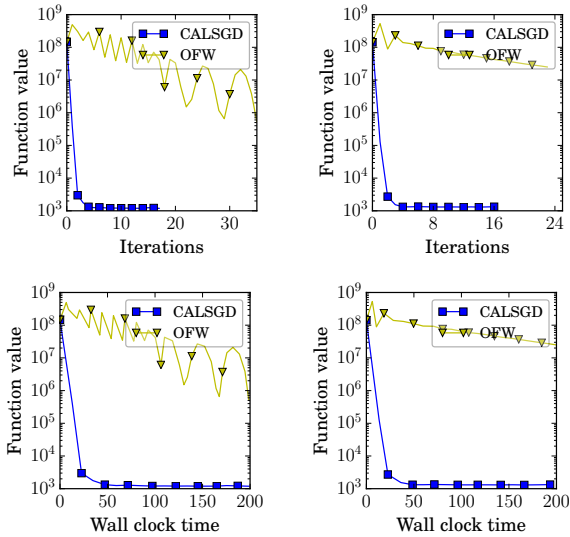 Function value
10^9
10^8
10^7
10^6
10^5
10^4
10^3
CALSGD
OFW
0 10 20 30
Iterations
Function value
10^9
10^8
10^7
10^6
10^5
10^4
10^3
CALSGD
OFW
0 8 16 24
Iterations
Function value
10^9
10^8
10^7
10^6
10^5
10^4
10^3
CALSGD
OFW
0 50 100 150 200
Wall clock time
Function value
10^9
10^8
10^7
10^6
10^5
10^4
10^3
CALSGD
OFW
0 50 100 150 200
Wall clock time